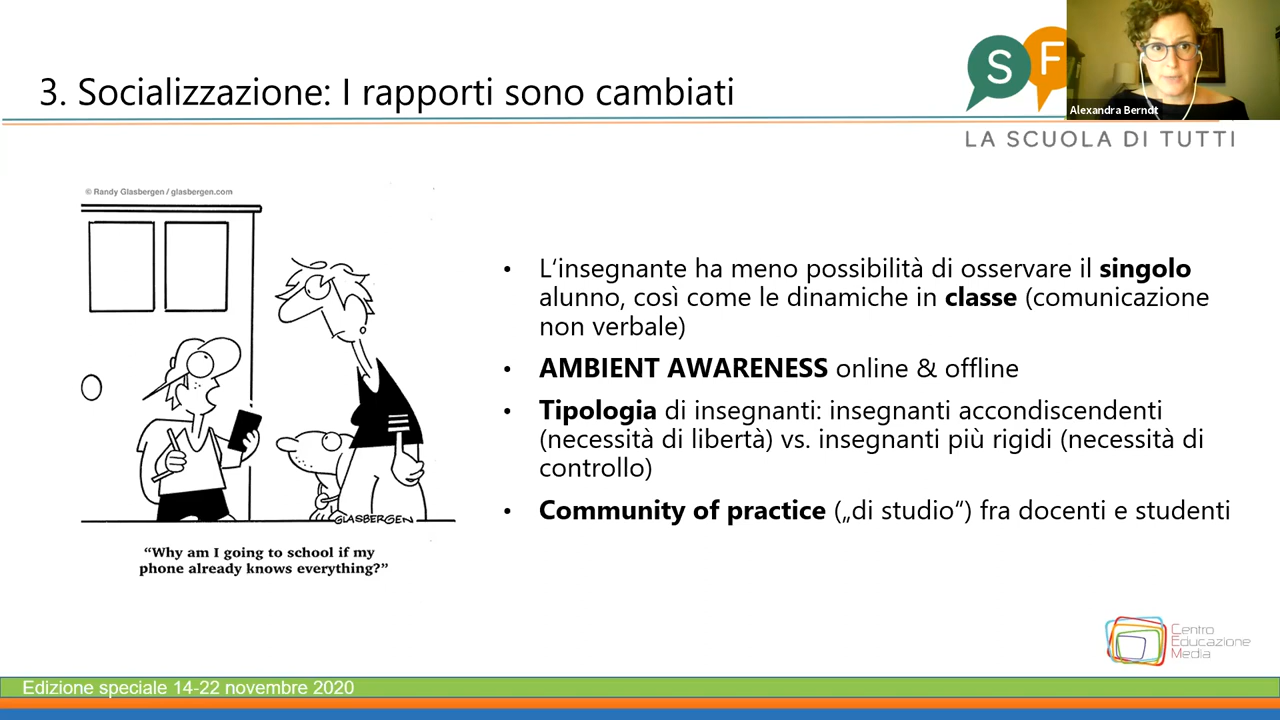 3. Socializzazione: I rapporti sono cambiati
S F
Alexandra Berndt
LA SCUOLA DI TUTTI
© Randy Glasbergen / glasbergen.com
• L‘insegnante ha meno possibilità di osservare il singolo
alunno, così come le dinamiche in classe (comunicazione
non verbale)
• AMBIENT AWARENESS online & offline
• Tipologia di insegnanti: insegnanti accondiscendenti
(necessità di libertà) vs. insegnanti più rigidi (necessità di
controllo)
• Community of practice („di studio“) fra docenti e studenti
GLASBERGEN
“Why am I going to school if my
phone already knows everything?”
Centro
Educazione
Media
Edizione speciale 14-22 novembre 2020